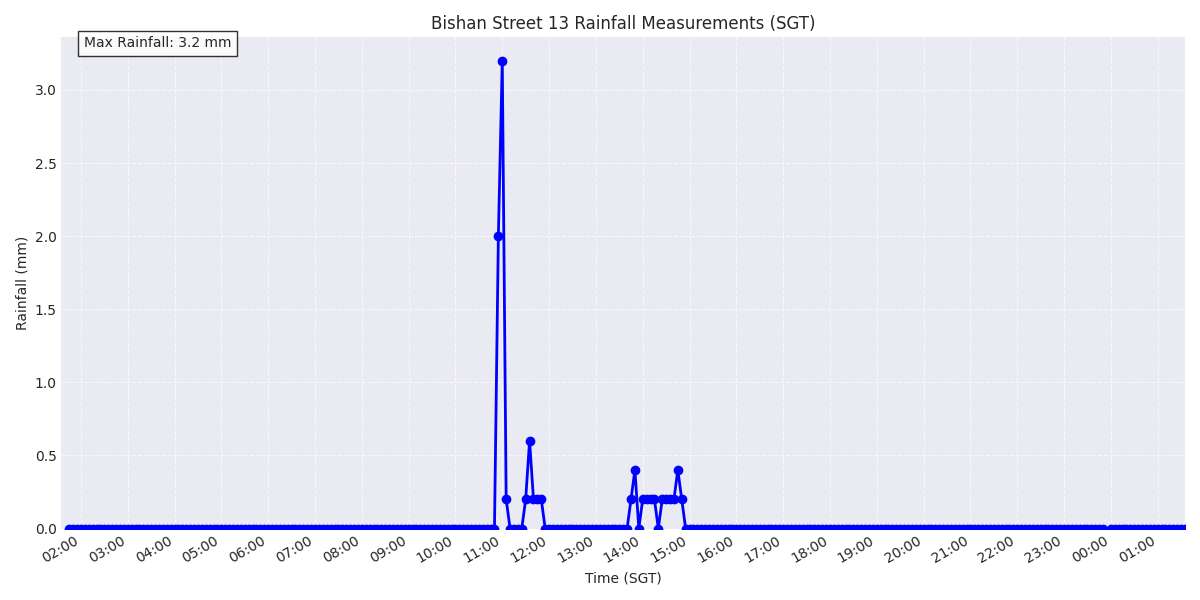 Bishan Street 13 Rainfall Measurements (SGT)
Max Rainfall: 3.2 mm
3.0
2.5
2.0
1.5
1.0
0.5
0.0
Rainfall (mm)
02:00 03:00 04:00 05:00 06:00 07:00 08:00 09:00 10:00 11:00 12:00 13:00 14:00 15:00 16:00 17:00 18:00 19:00 20:00 21:00 22:00 23:00 00:00 01:00
Time (SGT)